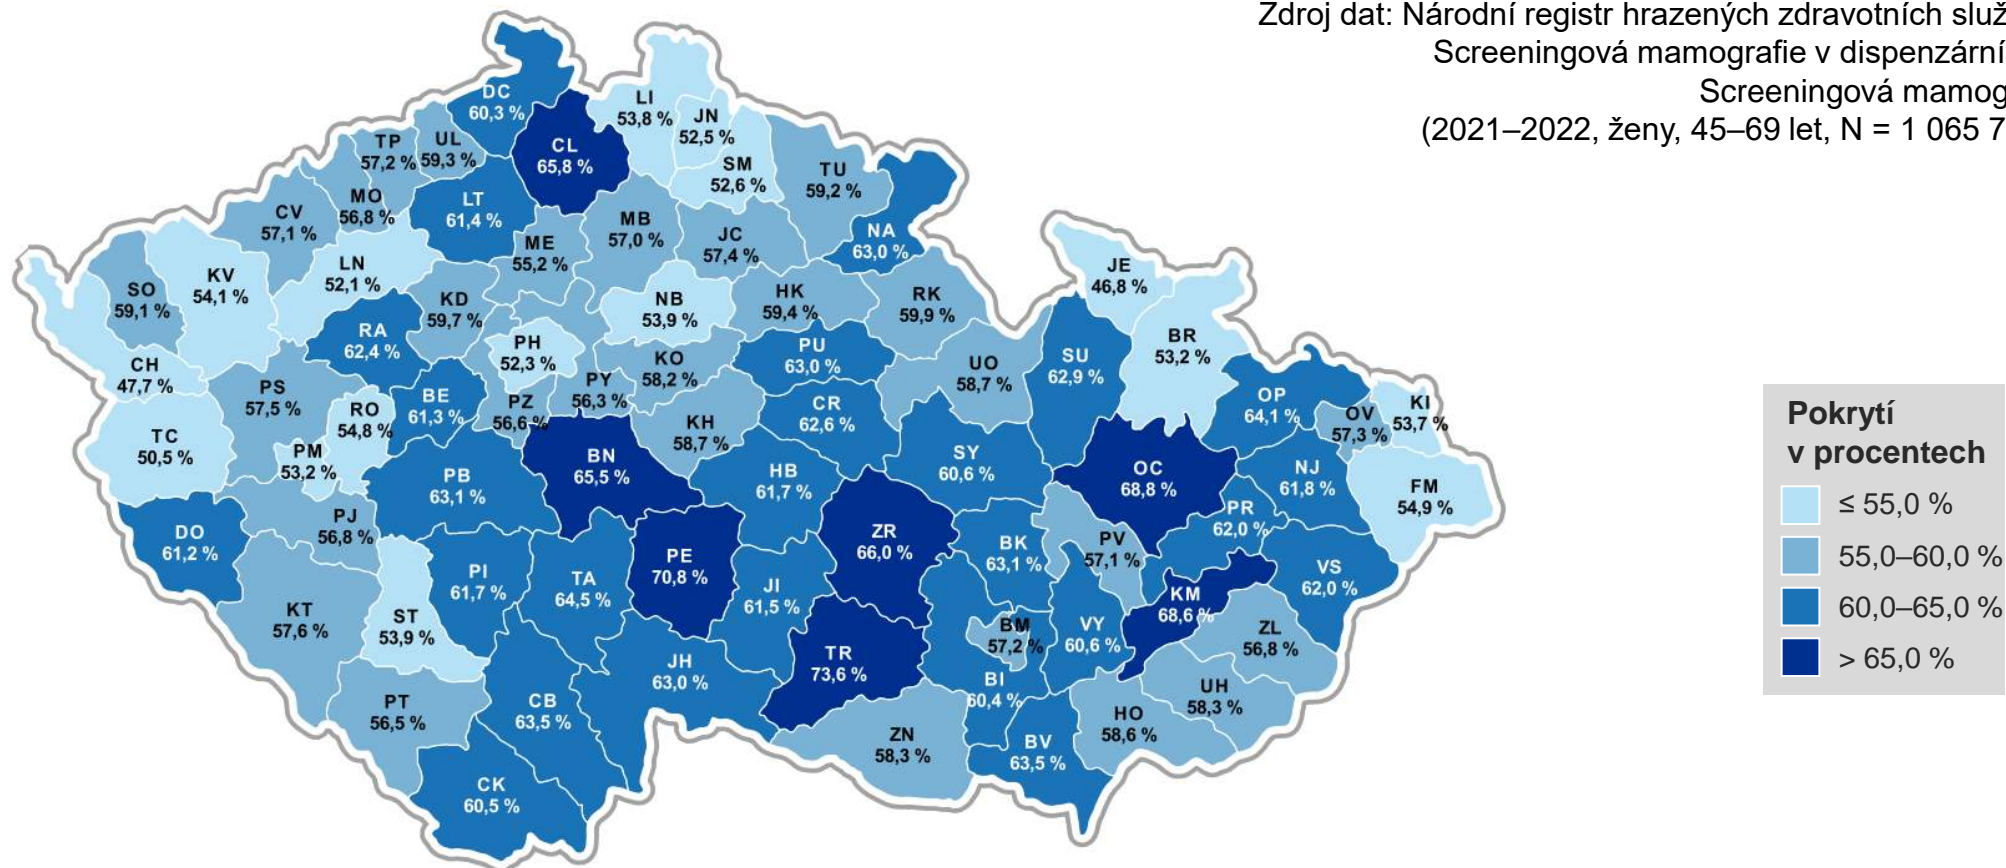 Zdroj dat: Národní registr hrazených zdravotních služ
Screeningová mamografie v dispenzární
Screeningová mamog
(2021–2022, ženy, 45–69 let, N = 1 065 7
DC
60,3 %
LI
53,8 %
JN
52,5 %
TP
57,2 %
UL
59,3 %
CL
65,8 %
SM
52,6 %
TU
59,2 %
MO
56,8 %
LT
61,4 %
CV
57,1 %
MB
57,0 %
JC
57,4 %
NA
63,0 %
ME
55,2 %
LN
52,1 %
KV
54,1 %
SO
59,1 %
JE
46,8 %
KD
59,7 %
NB
53,9 %
HK
59,4 %
RK
59,9 %
RA
62,4 %
PH
52,3 %
BR
53,2 %
CH
47,7 %
KO
58,2 %
PU
63,0 %
SU
62,9 %
UO
58,7 %
PS
57,5 %
BE
61,3 %
PY
56,3 %
PZ
56,6 %
RO
54,8 %
CR
62,6 %
OP
64,1 %
OV
57,3 %
KI
53,7 %
TC
50,5 %
KH
58,7 %
PM
53,2 %
BN
65,5 %
SY
60,6 %
PB
63,1 %
HB
61,7 %
OC
68,8 %
NJ
61,8 %
FM
54,9 %
PJ
56,8 %
PR
62,0 %
DO
61,2 %
ZR
66,0 %
PV
57,1 %
BK
63,1 %
PE
70,8 %
PI
61,7 %
TA
64,5 %
JI
61,5 %
VS
62,0 %
KM
68,6 %
KT
57,6 %
ST
53,9 %
BM
57,2 %
VY
60,6 %
ZL
56,8 %
TR
73,6 %
JH
63,0 %
BI
60,4 %
UH
58,3 %
PT
56,5 %
CB
63,5 %
HO
58,6 %
ZN
58,3 %
BV
63,5 %
CK
60,5 %
Pokrytí
v procentech
≤ 55,0 %
55,0–60,0 %
60,0–65,0 %
> 65,0 %